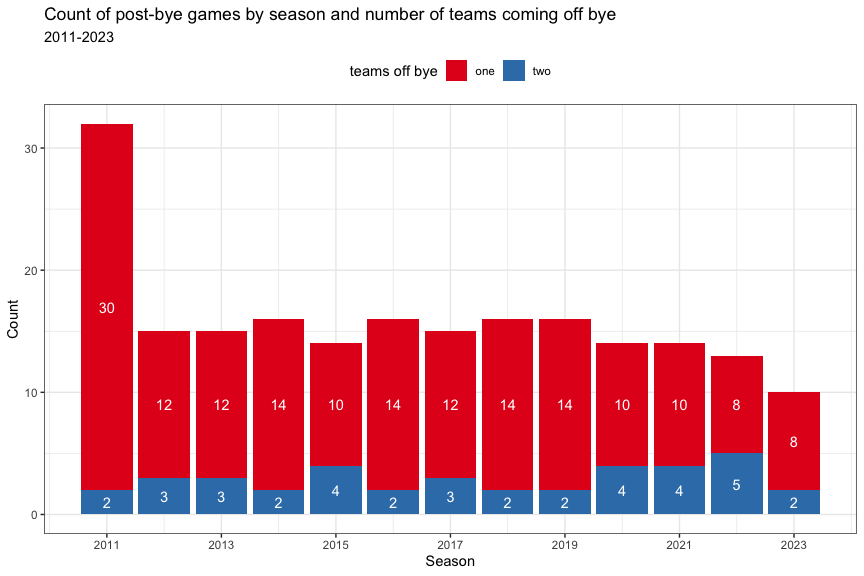 Count of post-bye games by season and number of teams coming off bye
2011-2023
teams off bye one two
Count
30
20
10
0
30 12 12 14 10 14 12 14 14 10 10 8 8
2 3 3 2 4 2 3 2 2 4 4 5 2
2011 2013 2015 2017 2019 2021 2023
Season